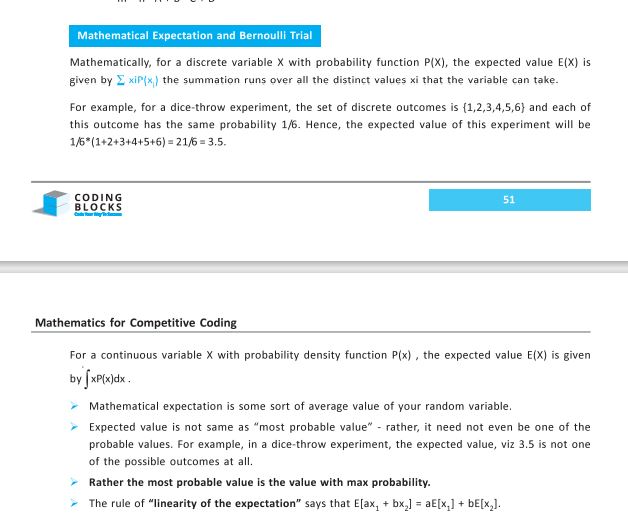 Mathematical Expectation and Bernoulli Trial
Mathematically, for a discrete variable X with probability function P(X), the expected value E(X) is
given by ∑ xiP(xᵢ) the summation runs over all the distinct values xi that the variable can take.
For example, for a dice-throw experiment, the set of discrete outcomes is {1,2,3,4,5,6} and each of
this outcome has the same probability 1/6. Hence, the expected value of this experiment will be
1/6*(1+2+3+4+5+6) = 21/6 = 3.5.
CODING
BLOCKS
Code Your Way To Success
51
Mathematics for Competitive Coding
For a continuous variable X with probability density function P(x) , the expected value E(X) is given
by ∫xP(x)dx .
➢ Mathematical expectation is some sort of average value of your random variable.
➢ Expected value is not same as “most probable value” - rather, it need not even be one of the
probable values. For example, in a dice-throw experiment, the expected value, viz 3.5 is not one
of the possible outcomes at all.
➢ Rather the most probable value is the value with max probability.
➢ The rule of “linearity of the expectation” says that E[ax₁ + bx₂] = aE[x₁] + bE[x₂].